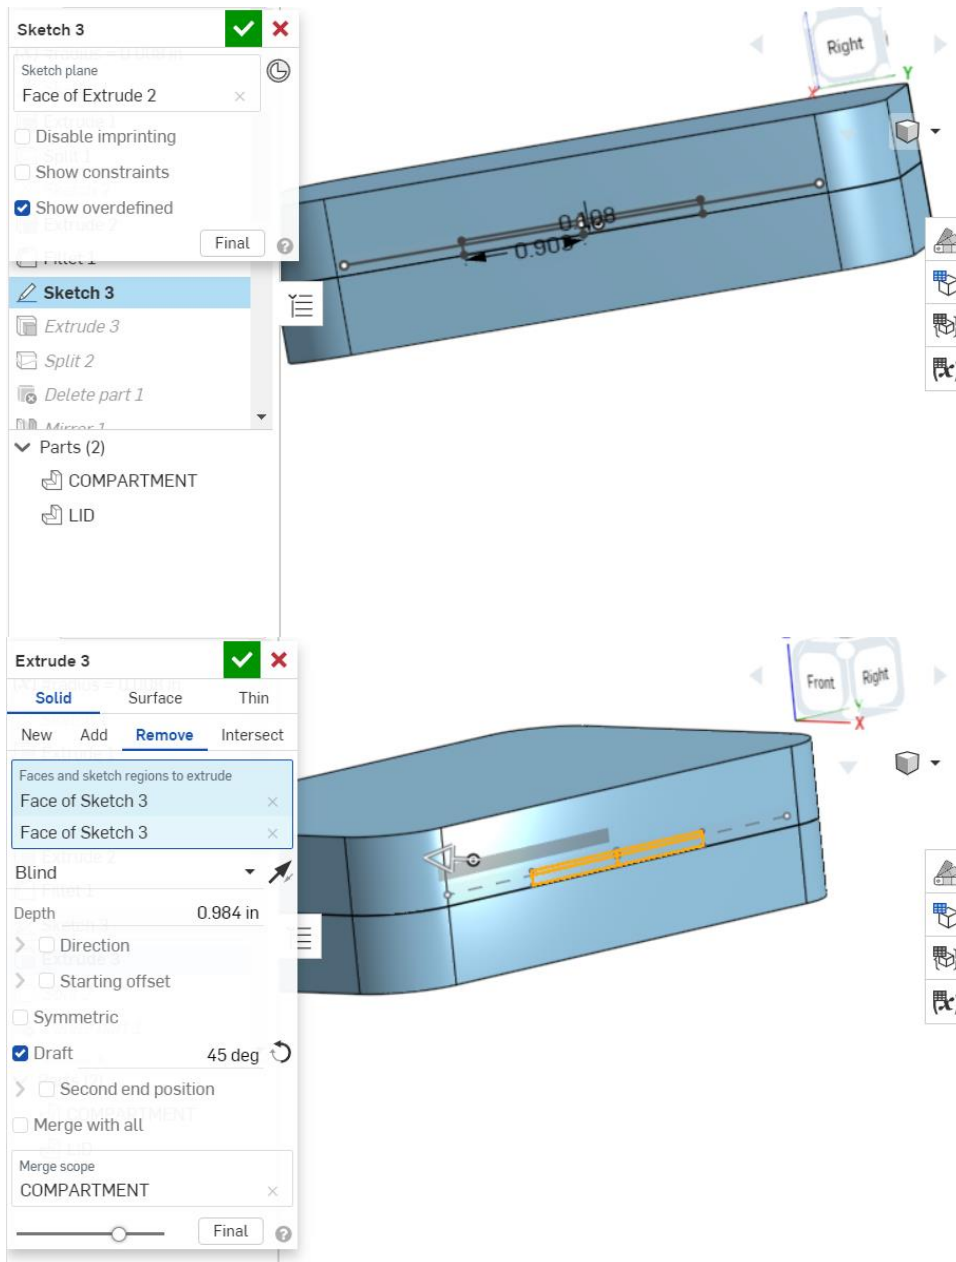 Sketch 3
Sketch plane
Face of Extrude 2
Disable imprinting
Show constraints
Show overdefined
Final
Sketch 3
Extrude 3
Split 2
Delete part 1
Parts (2)
COMPARTMENT
LID
Right
Y
X
0.108
Extrude 3
Solid Surface Thin
New Add Remove Intersect
Faces and sketch regions to extrude
Face of Sketch 3
Face of Sketch 3
Blind
Depth 0.984 in
Direction
Starting offset
Symmetric
Draft 45 deg
Second end position
Merge with all
Merge scope
COMPARTMENT
Final
Front Right
X